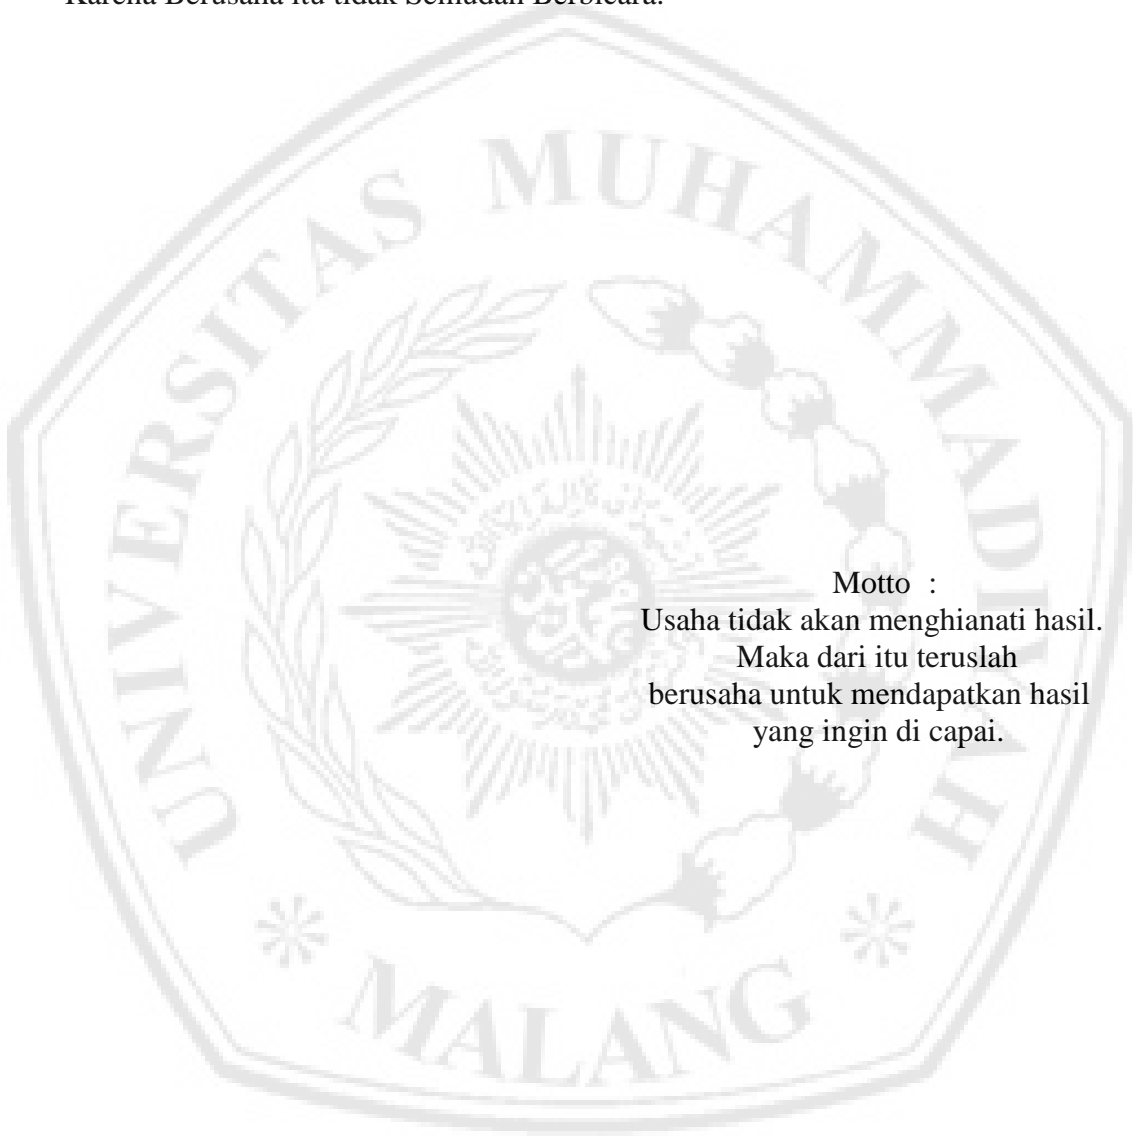 Karena Berusaha itu tidak Semudah Berbicara.
UNIVERSITAS MUHAMMADIYAH
Motto :
Usaha tidak akan menghianati hasil.
Maka dari itu teruslah
berusaha untuk mendapatkan hasil
yang ingin di capai.
MALANG